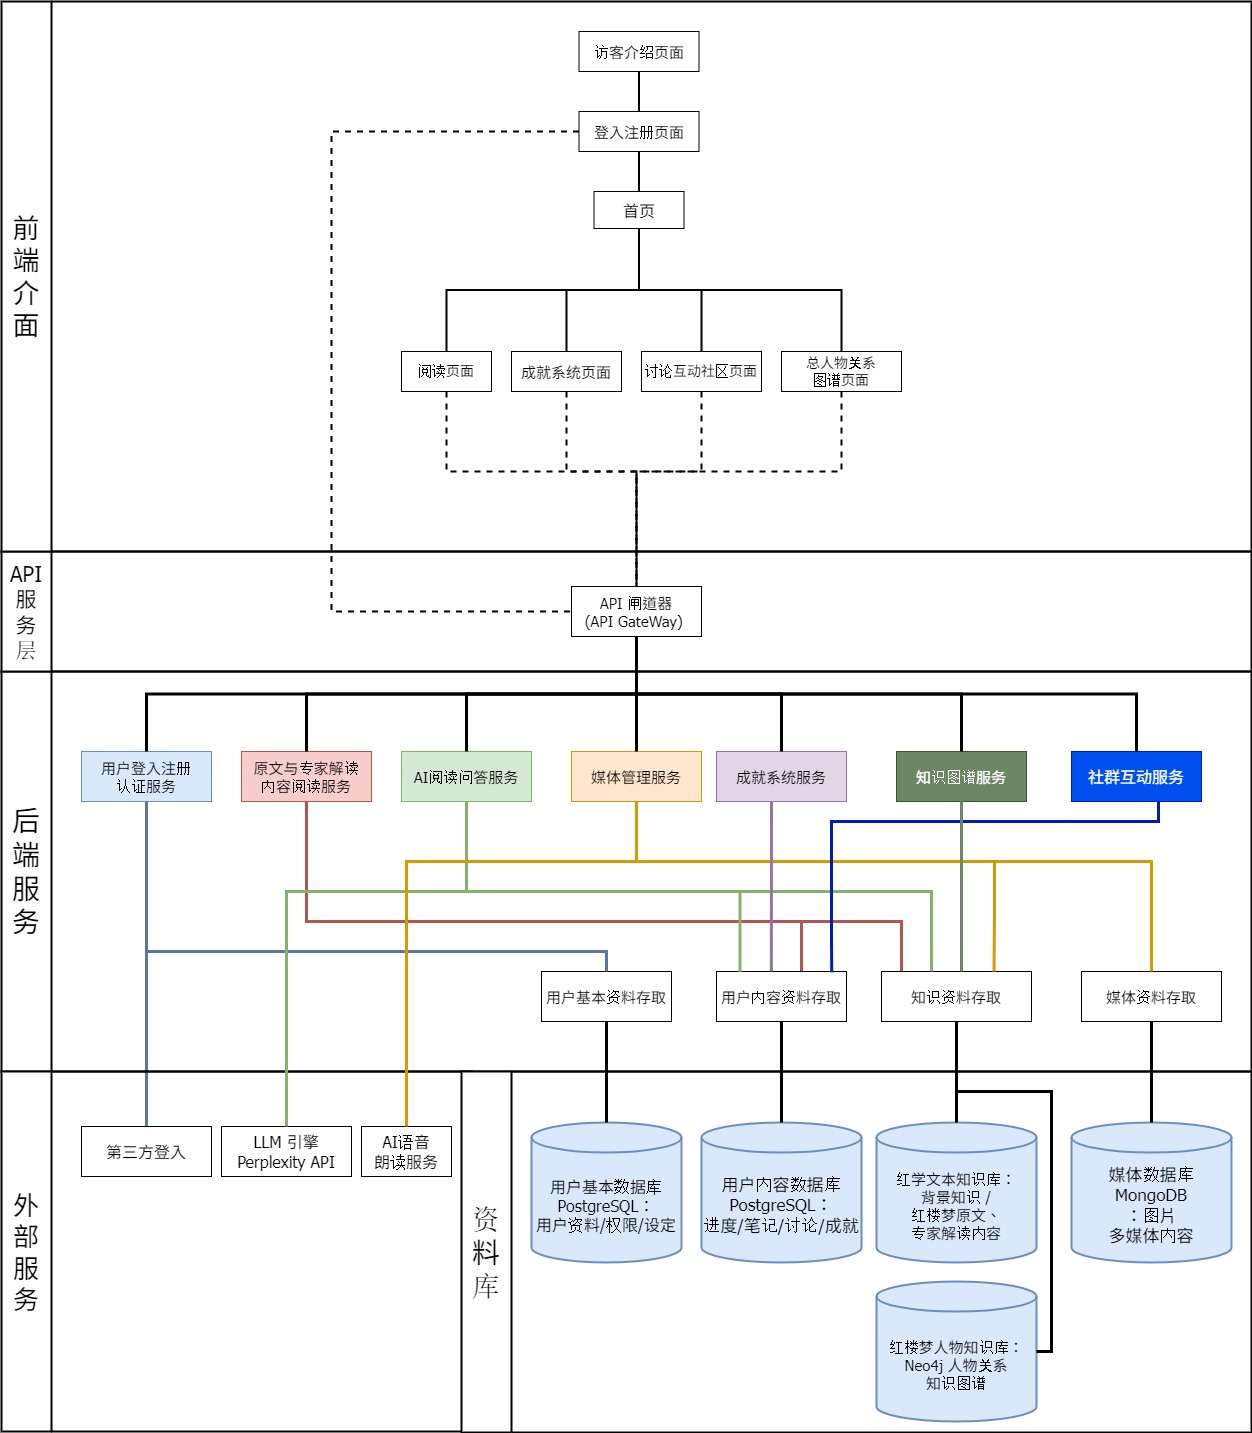 前
端
介
面
访客介绍页面
登入注册页面
首页
阅读页面
成就系统页面
讨论互动社区页面
总人物关系
图谱页面
API
服
务
层
API 闸道器
(API GateWay)
后
端
服
务
用户登入注册
认证服务
原文与专家解读
内容阅读服务
AI阅读问答服务
媒体管理服务
成就系统服务
知识图谱服务
社群互动服务
用户基本资料存取
用户内容资料存取
知识资料存取
媒体资料存取
外
部
服
务
第三方登入
LLM 引擎
Perplexity API
AI语音
朗读服务
资
料
库
用户基本数据库
PostgreSQL：
用户资料/权限/设定
用户内容数据库
PostgreSQL：
进度/笔记/讨论/成就
红学文本知识库：
背景知识 /
红楼梦原文、
专家解读内容
媒体数据库
MongoDB
：图片
多媒体内容
红楼梦人物知识库：
Neo4j 人物关系
知识图谱